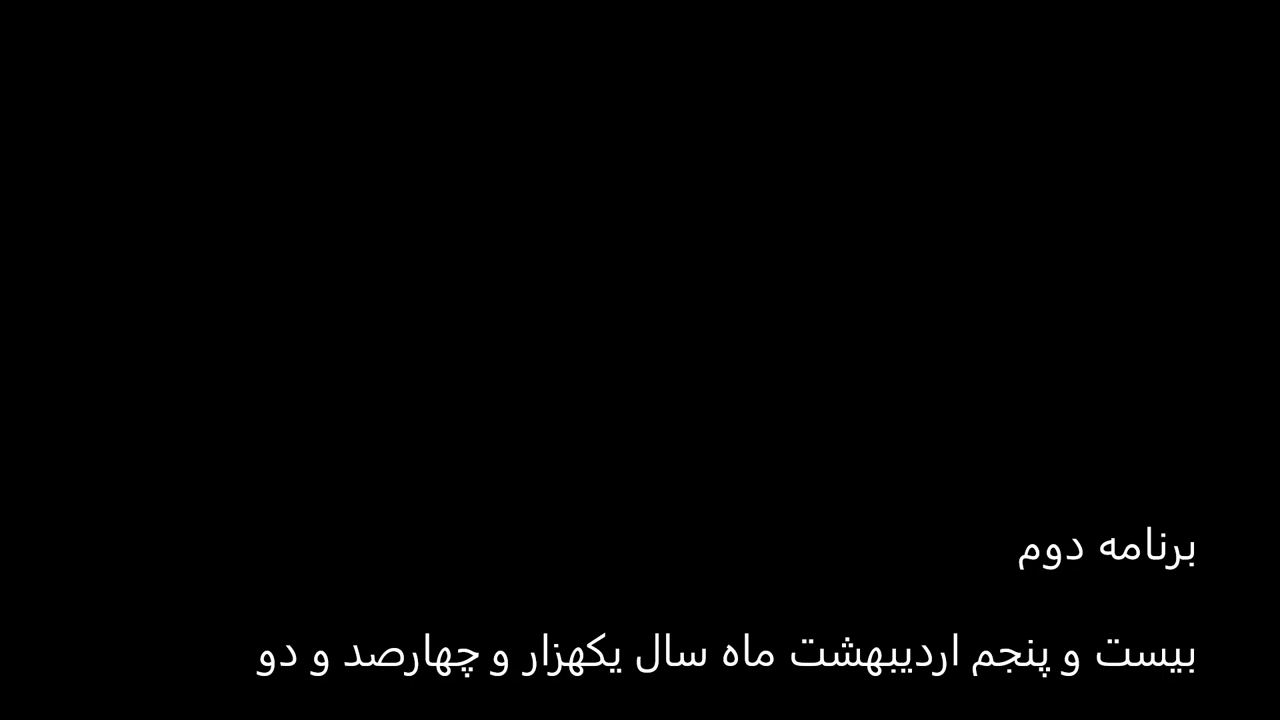 برنامه دوم
بیست و پنجم اردیبهشت ماه سال یکهزار و چهارصد و دو